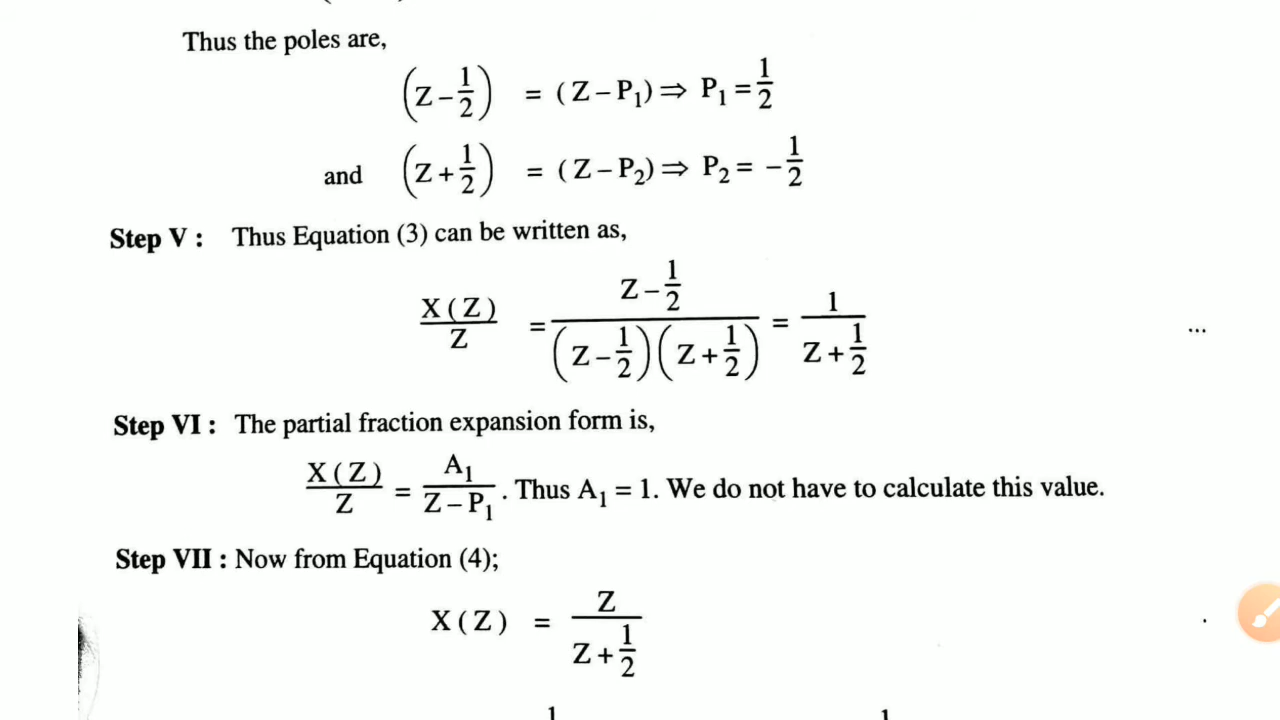 Thus the poles are,
(Z – 1/2) = (Z – P₁) ⇒ P₁ = 1/2
and (Z + 1/2) = (Z – P₂) ⇒ P₂ = – 1/2
Step V : Thus Equation (3) can be written as,
X(Z)/Z = (Z – 1/2)/((Z – 1/2)(Z + 1/2)) = 1/(Z + 1/2) ...
Step VI : The partial fraction expansion form is,
X(Z)/Z = A₁/(Z – P₁) . Thus A₁ = 1. We do not have to calculate this value.
Step VII : Now from Equation (4);
X(Z) = Z/(Z + 1/2) .